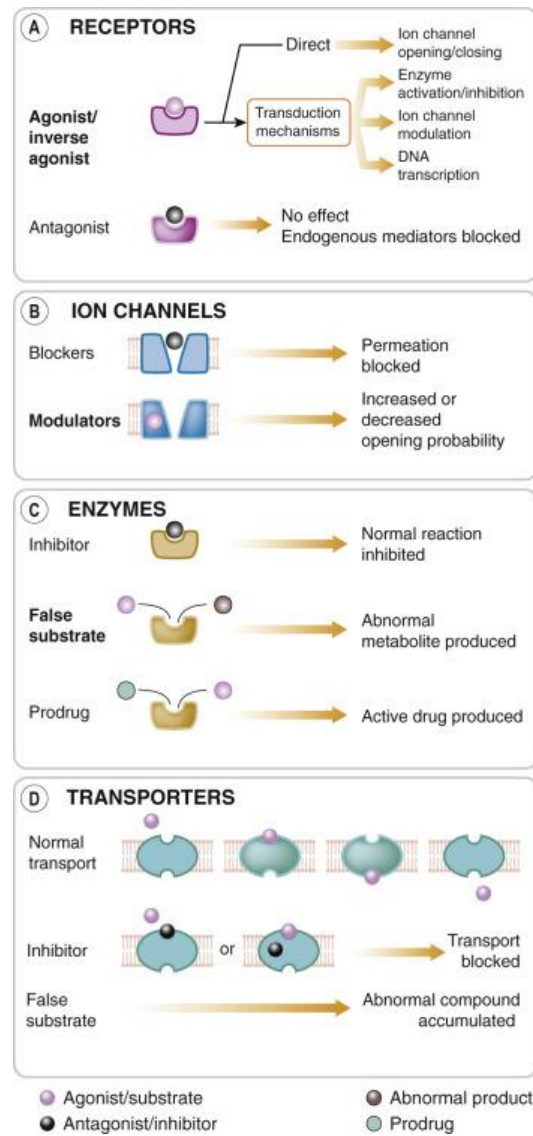 A RECEPTORS
Direct
Ion channel
opening/closing
Agonist/
inverse
agonist
Transduction
mechanisms
Enzyme
activation/inhibition
Ion channel
modulation
DNA
transcription
Antagonist
No effect
Endogenous mediators blocked
B ION CHANNELS
Blockers
Permeation
blocked
Modulators
Increased or
decreased
opening probability
C ENZYMES
Inhibitor
Normal reaction
inhibited
False
substrate
Abnormal
metabolite produced
Prodrug
Active drug produced
D TRANSPORTERS
Normal
transport
Inhibitor
or
Transport
blocked
False
substrate
Abnormal compound
accumulated
Agonist/substrate
Abnormal product
Antagonist/inhibitor
Prodrug